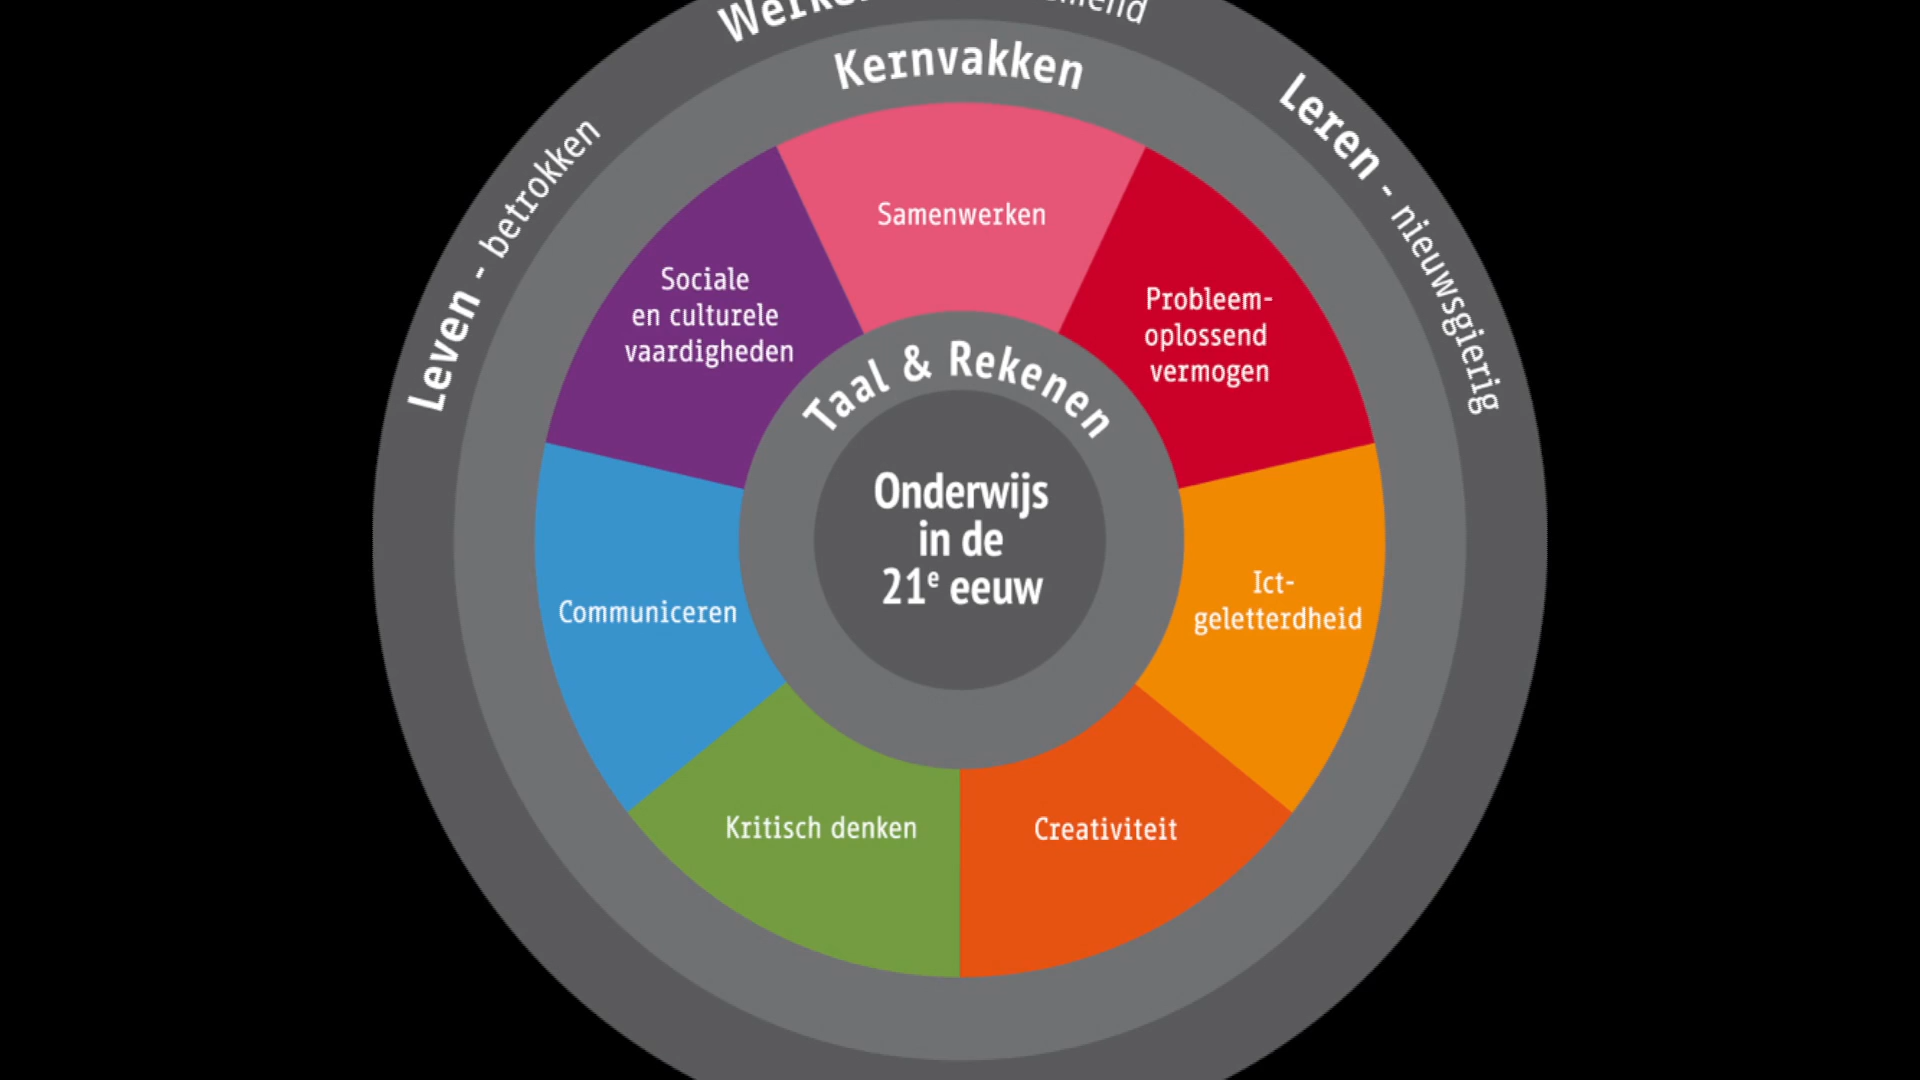 Kernvakken
Leven - betrokken
Leren - nieuwsgierig
Samenwerken
Sociale
en culturele
vaardigheden
Probleem-
oplossend
vermogen
Taal & Rekenen
Onderwijs
in de
21e eeuw
Communiceren
Ict-
geletterdheid
Kritisch denken
Creativiteit